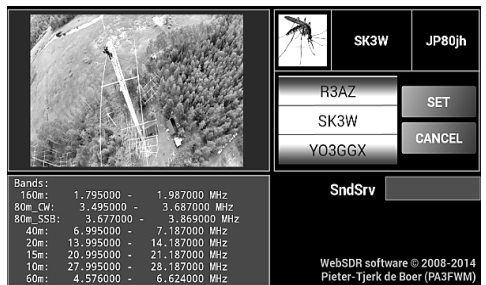 SK3W
JP80jh
R3AZ
SK3W
YO3GGX
SET
CANCEL
Bands:
160m: 1.795000 - 1.987000 MHz
80m_CW: 3.495000 - 3.687000 MHz
80m_SSB: 3.677000 - 3.869000 MHz
40m: 6.995000 - 7.187000 MHz
20m: 13.995000 - 14.187000 MHz
15m: 20.995000 - 21.187000 MHz
10m: 27.995000 - 28.187000 MHz
60m: 4.576000 - 6.624000 MHz
SndSrv
WebSDR software © 2008-2014
Pieter-Tjerk de Boer (PA3FWM)